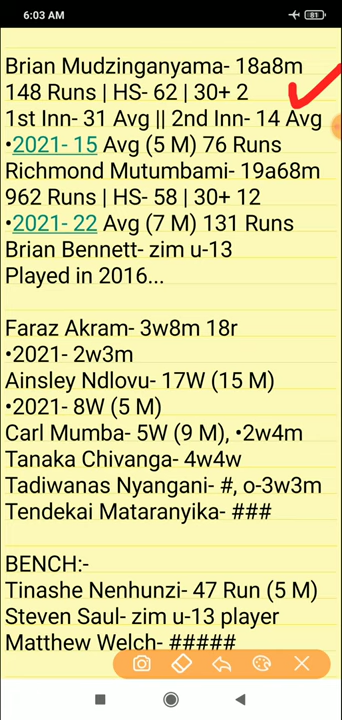 6:03 AM
81
Brian Mudzinganyama- 18a8m
148 Runs | HS- 62 | 30+ 2
1st Inn- 31 Avg || 2nd Inn- 14 Avg
•2021- 15 Avg (5 M) 76 Runs
Richmond Mutumbami- 19a68m
962 Runs | HS- 58 | 30+ 12
•2021- 22 Avg (7 M) 131 Runs
Brian Bennett- zim u-13
Played in 2016...
Faraz Akram- 3w8m 18r
•2021- 2w3m
Ainsley Ndlovu- 17W (15 M)
•2021- 8W (5 M)
Carl Mumba- 5W (9 M), •2w4m
Tanaka Chivanga- 4w4w
Tadiwanas Nyangani- #, o-3w3m
Tendekai Mataranyika- ###
BENCH:-
Tinashe Nenhunzi- 47 Run (5 M)
Steven Saul- zim u-13 player
Matthew Welch- #####